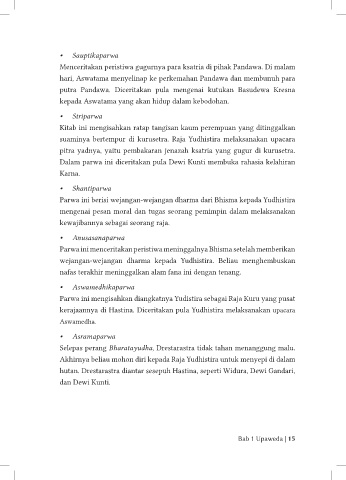 • Sauptikaparwa
Menceritakan peristiwa gugurnya para ksatria di pihak Pandawa. Di malam
hari, Aswatama menyelinap ke perkemahan Pandawa dan membunuh para
putra Pandawa. Diceritakan pula mengenai kutukan Basudewa Kresna
kepada Aswatama yang akan hidup dalam kebodohan.
• Striparwa
Kitab ini mengisahkan ratap tangisan kaum perempuan yang ditinggalkan
suaminya bertempur di kurusetra. Raja Yudhistira melaksanakan upacara
pitra yadnya, yaitu pembakaran jenazah ksatria yang gugur di kurusetra.
Dalam parwa ini diceritakan pula Dewi Kunti membuka rahasia kelahiran
Karna.
• Shantiparwa
Parwa ini berisi wejangan-wejangan dharma dari Bhisma kepada Yudhistira
mengenai pesan moral dan tugas seorang pemimpin dalam melaksanakan
kewajibannya sebagai seorang raja.
• Anusasanaparwa
Parwa ini menceritakan peristiwa meninggalnya Bhisma setelah memberikan
wejangan-wejangan dharma kepada Yudhistira. Beliau menghembuskan
nafas terakhir meninggalkan alam fana ini dengan tenang.
• Aswamedhikaparwa
Parwa ini mengisahkan diangkatnya Yudistira sebagai Raja Kuru yang pusat
kerajaannya di Hastina. Diceritakan pula Yudhistira melaksanakan upacara
Aswamedha.
• Asramaparwa
Selepas perang Bharatayudha, Drestarastra tidak tahan menanggung malu.
Akhirnya beliau mohon diri kepada Raja Yudhistira untuk menyepi di dalam
hutan. Drestarastra diantar sesepuh Hastina, seperti Widura, Dewi Gandari,
dan Dewi Kunti.
Bab 1 Upaweda | 15